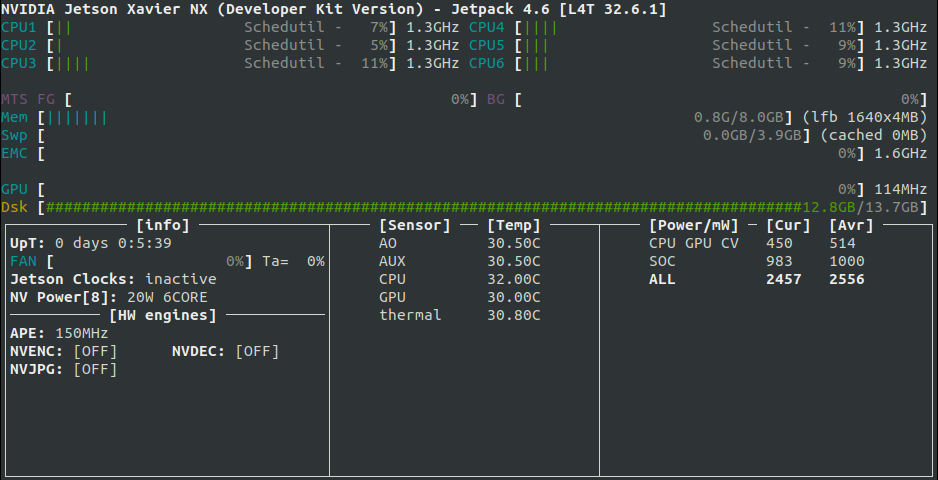 NVIDIA Jetson Xavier NX (Developer Kit Version) - Jetpack 4.6 [L4T 32.6.1]
CPU1 [|| Schedutil - 7%] 1.3GHz CPU4 [|||| Schedutil - 11%] 1.3GHz
CPU2 [| Schedutil - 5%] 1.3GHz CPU5 [||| Schedutil - 9%] 1.3GHz
CPU3 [|||| Schedutil - 11%] 1.3GHz CPU6 [||| Schedutil - 9%] 1.3GHz
MTS FG [ 0%] BG [ 0%]
Mem [||||||| 0.8G/8.0GB] (lfb 1640x4MB)
Swp [ 0.0GB/3.9GB] (cached 0MB)
EMC [ 0%] 1.6GHz
GPU [ 0%] 114MHz
Dsk [####################################################################################12.8GB/13.7GB]
[info] [Sensor] [Temp] [Power/mW] [Cur] [Avr]
UpT: 0 days 0:5:39 AO 30.50C CPU GPU CV 450 514
FAN [ 0%] Ta= 0% AUX 30.50C SOC 983 1000
Jetson Clocks: inactive CPU 32.00C ALL 2457 2556
NV Power[8]: 20W 6CORE GPU 30.00C
[HW engines] thermal 30.80C
APE: 150MHz
NVENC: [OFF] NVDEC: [OFF]
NVJPG: [OFF]